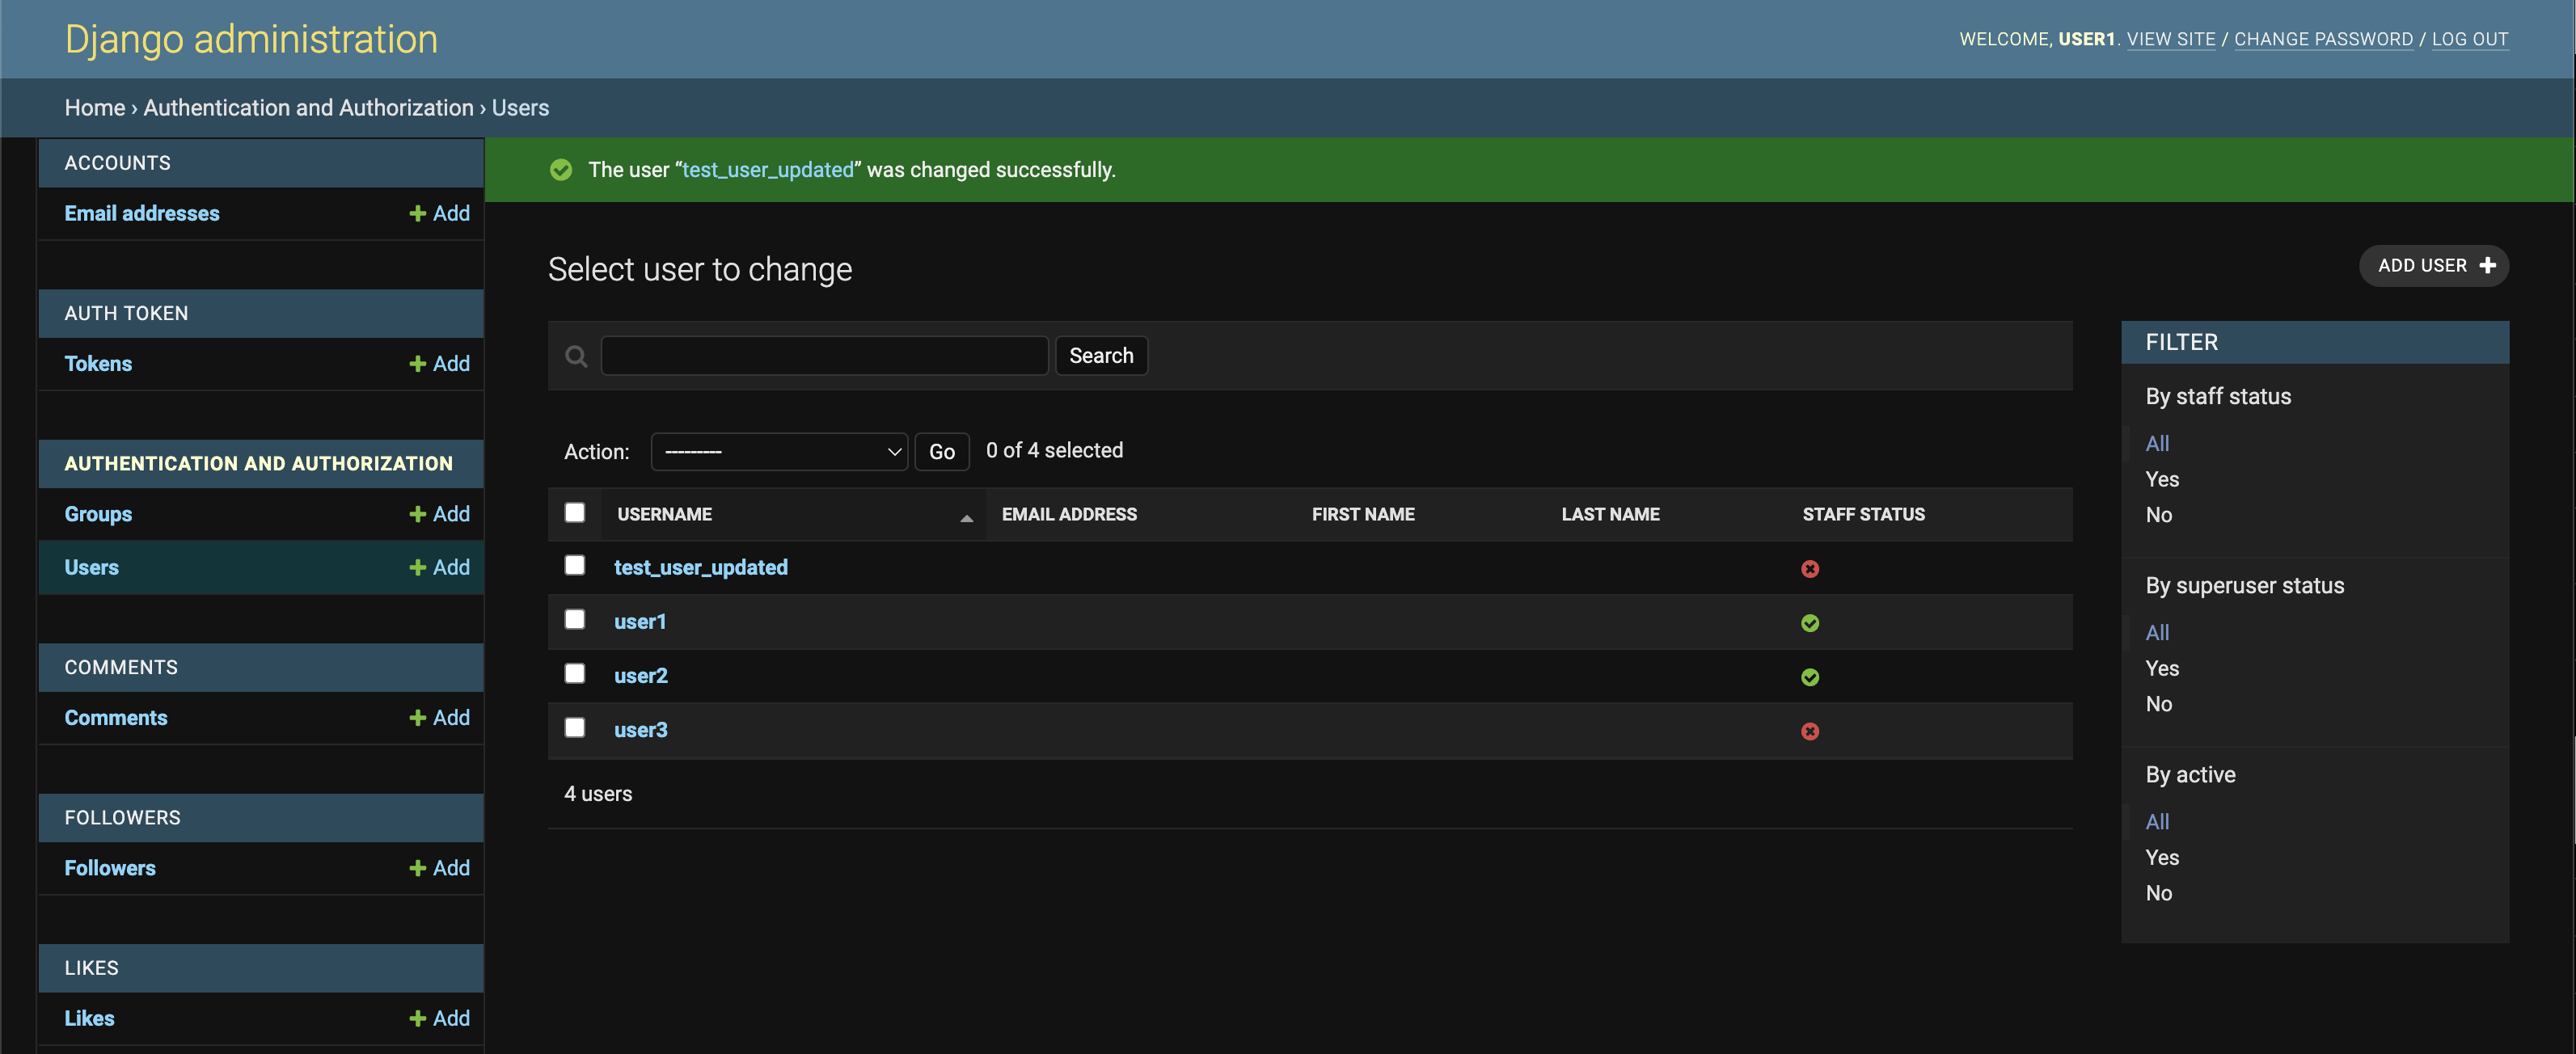 Django administration
WELCOME, USER1. VIEW SITE / CHANGE PASSWORD / LOG OUT
Home › Authentication and Authorization › Users
ACCOUNTS
Email addresses + Add
AUTH TOKEN
Tokens + Add
AUTHENTICATION AND AUTHORIZATION
Groups + Add
Users + Add
COMMENTS
Comments + Add
FOLLOWERS
Followers + Add
LIKES
Likes + Add
The user “test_user_updated” was changed successfully.
Select user to change
ADD USER +
Search
Action: --------- Go 0 of 4 selected
USERNAME EMAIL ADDRESS FIRST NAME LAST NAME STAFF STATUS
test_user_updated
user1
user2
user3
4 users
FILTER
By staff status
All
Yes
No
By superuser status
All
Yes
No
By active
All
Yes
No